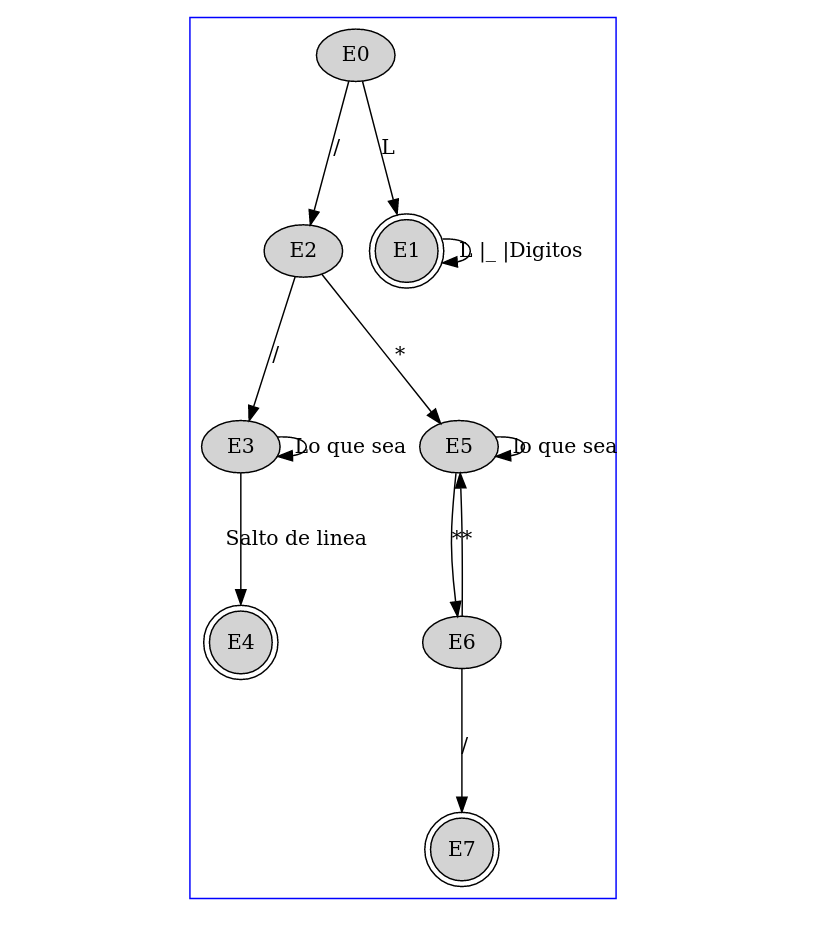 E0
/
L
E2
E1
L |_ |Digitos
/
*
E3
Lo que sea
E5
lo que sea
Salto de linea
**
E4
E6
/
E7